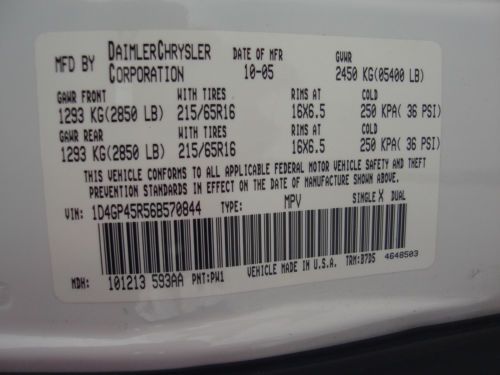 MFD BY DAIMLERCHRYSLER CORPORATION DATE OF MFR 10-05 GVWR 2450 KG(05400 LB)
GAWR FRONT WITH TIRES RIMS AT COLD
1293 KG(2850 LB) 215/65R16 16X6.5 250 KPA( 36 PSI)
GAWR REAR WITH TIRES RIMS AT COLD
1293 KG(2850 LB) 215/65R16 16X6.5 250 KPA( 36 PSI)
THIS VEHICLE CONFORMS TO ALL APPLICABLE FEDERAL MOTOR VEHICLE SAFETY AND THEFT
PREVENTION STANDARDS IN EFFECT ON THE DATE OF MANUFACTURE SHOWN ABOVE.
VIN: 1D4GP45R56B570844 TYPE: MPV SINGLE X DUAL
MDH: 101213 593AA PNT:PW1 VEHICLE MADE IN U.S.A. TRM:B7D5 4648503